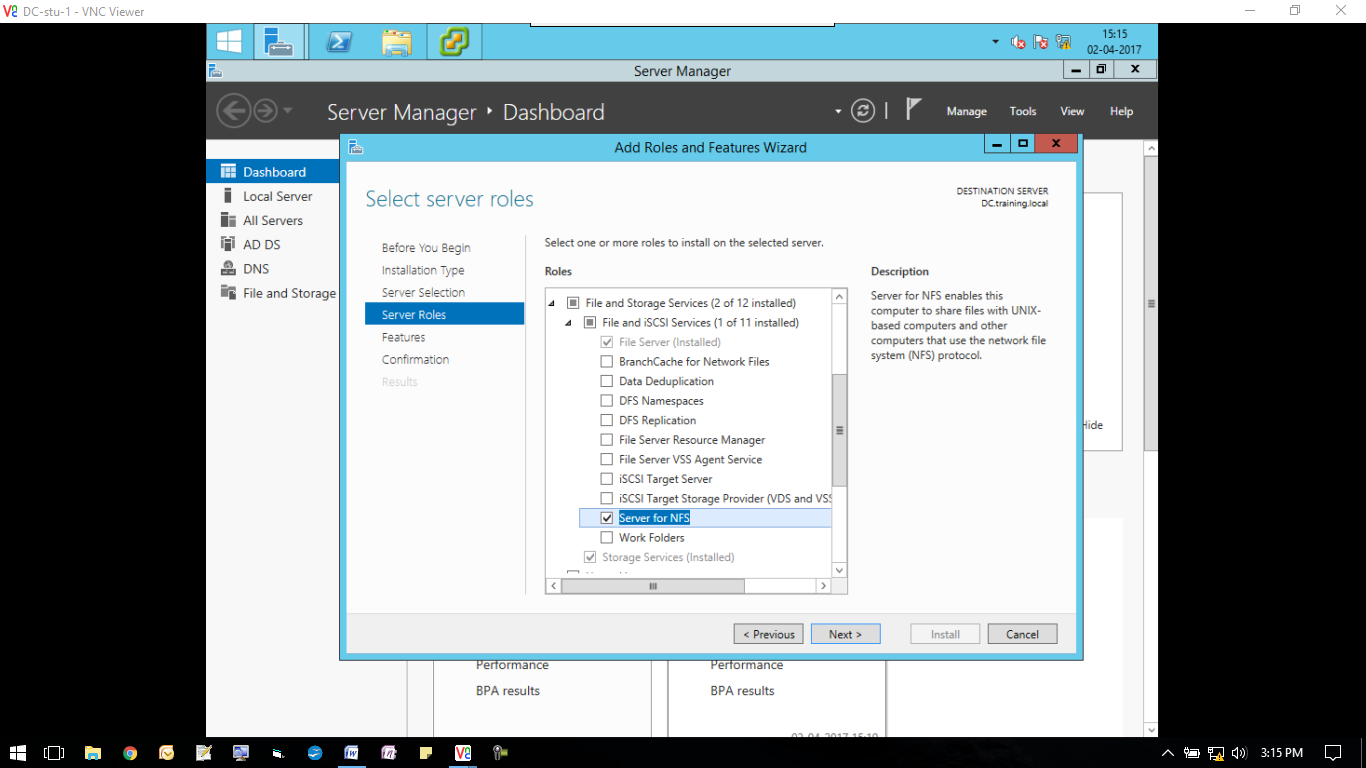 DC-stu-1 - VNC Viewer
15:15
02-04-2017
Server Manager
Server Manager
Dashboard
Manage
Tools
View
Help
Add Roles and Features Wizard
Dashboard
Local Server
All Servers
AD DS
DNS
File and Storage
Select server roles
DESTINATION SERVER
DC.training.local
Before You Begin
Installation Type
Server Selection
Server Roles
Features
Confirmation
Results
Select one or more roles to install on the selected server.
Roles
File and Storage Services (2 of 12 installed)
File and iSCSI Services (1 of 11 installed)
File Server (Installed)
BranchCache for Network Files
Data Deduplication
DFS Namespaces
DFS Replication
File Server Resource Manager
File Server VSS Agent Service
iSCSI Target Server
iSCSI Target Storage Provider (VDS and VSS
Server for NFS
Work Folders
Storage Services (Installed)
Description
Server for NFS enables this
computer to share files with UNIX-
based computers and other
computers that use the network file
system (NFS) protocol.
Hide
< Previous
Next >
Install
Cancel
Performance
BPA results
Performance
BPA results
3:15 PM